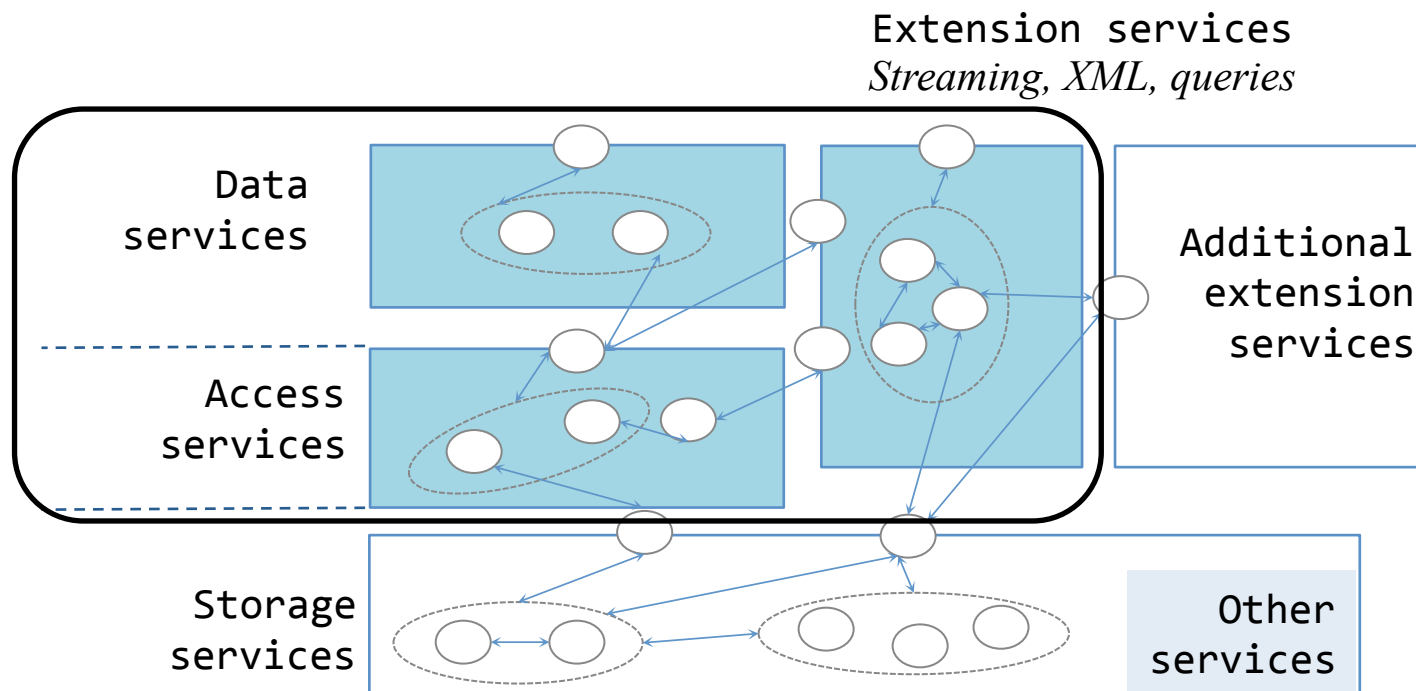 Extension services
Streaming, XML, queries
Data
services
Additional
extension
services
Access
services
Storage
services
Other
services